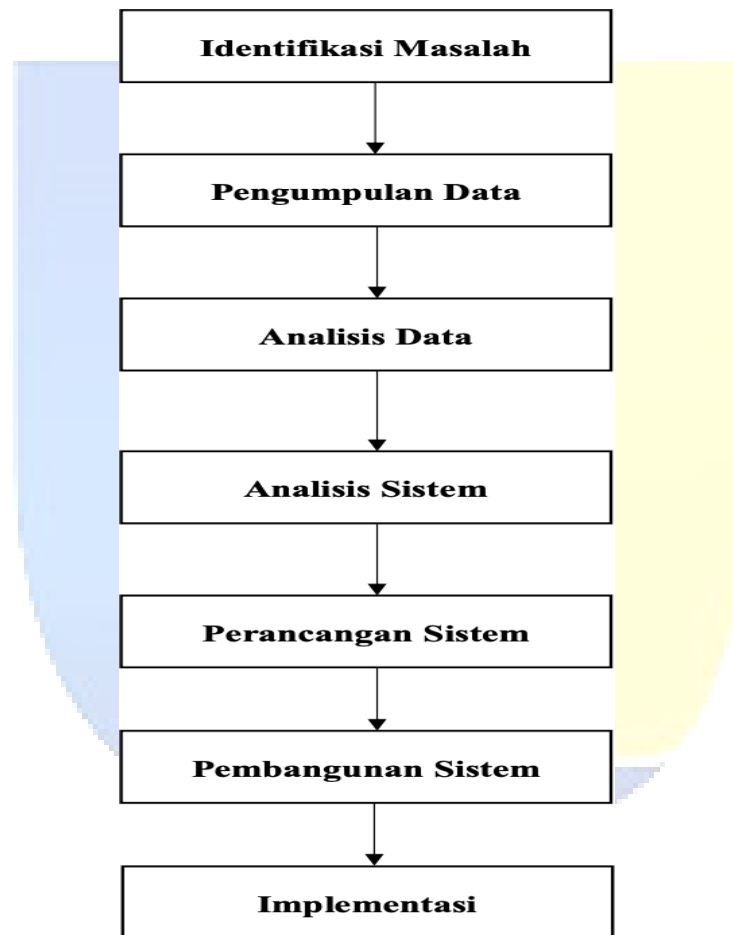 Identifikasi Masalah
Pengumpulan Data
Analisis Data
Analisis Sistem
Perancangan Sistem
Pembangunan Sistem
Implementasi